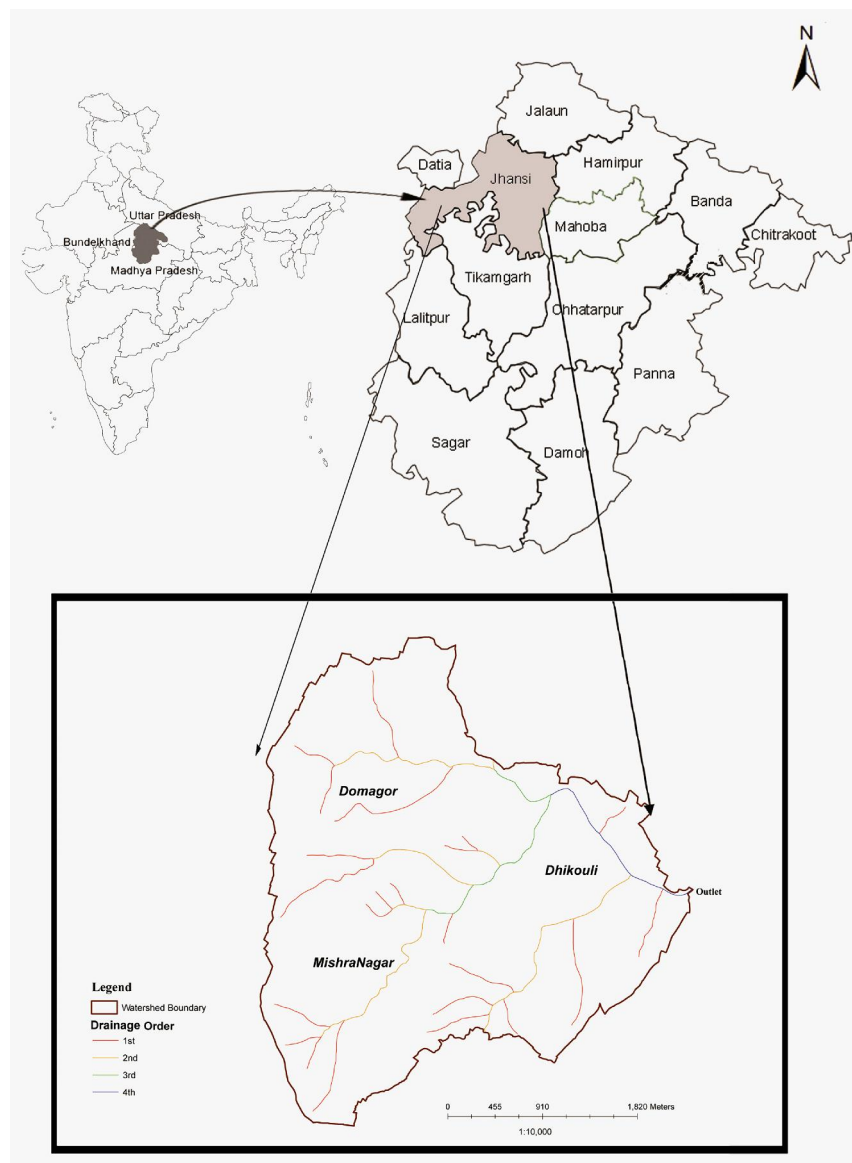 N
Jalaun
Datia
Jhansi
Hamirpur
Banda
Uttar Pradesh
Mahoba
Chitrakoot
Bundelkhand
Madhya Pradesh
Tikamgarh
Chhatarpur
Lalitpur
Panna
Sagar
Damoh
Domagor
Dhikouli
Outlet
MishraNagar
Legend
Watershed Boundary
Drainage Order
1st
2nd
3rd
4th
0 455 910 1,820 Meters
1:10,000